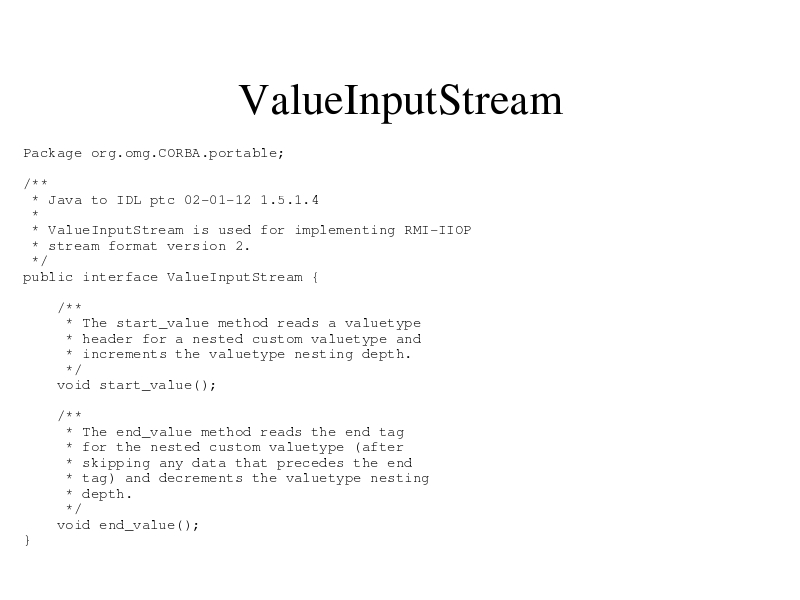 ValueInputStream
Package org.omg.CORBA.portable;
/**
 * Java to IDL ptc 02-01-12 1.5.1.4
 *
 * ValueInputStream is used for implementing RMI-IIOP
 * stream format version 2.
 */
public interface ValueInputStream {
    /**
     * The start_value method reads a valuetype
     * header for a nested custom valuetype and
     * increments the valuetype nesting depth.
     */
    void start_value();
    /**
     * The end_value method reads the end tag
     * for the nested custom valuetype (after
     * skipping any data that precedes the end
     * tag) and decrements the valuetype nesting
     * depth.
     */
    void end_value();
}